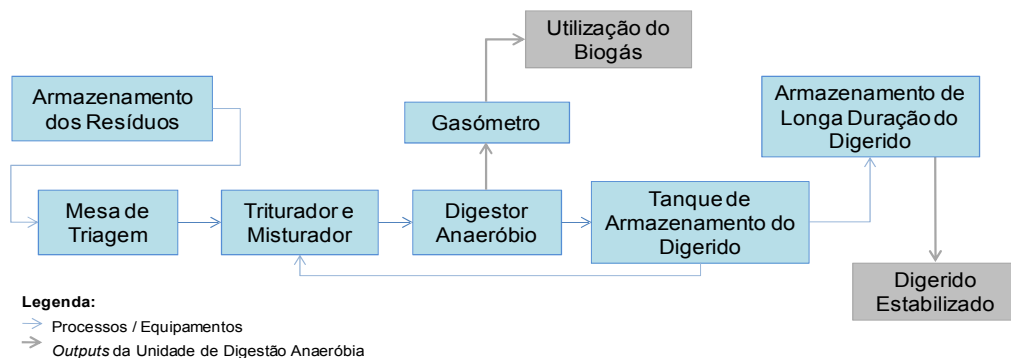 Utilização do
Biogás
Armazenamento
dos Resíduos
Gasómetro
Armazenamento de
Longa Duração do
Digerido
Mesa de
Triagem
Triturador e
Misturador
Digestor
Anaeróbio
Tanque de
Armazenamento do
Digerido
Digerido
Estabilizado
Legenda:
Processos / Equipamentos
Outputs da Unidade de Digestão Anaeróbia